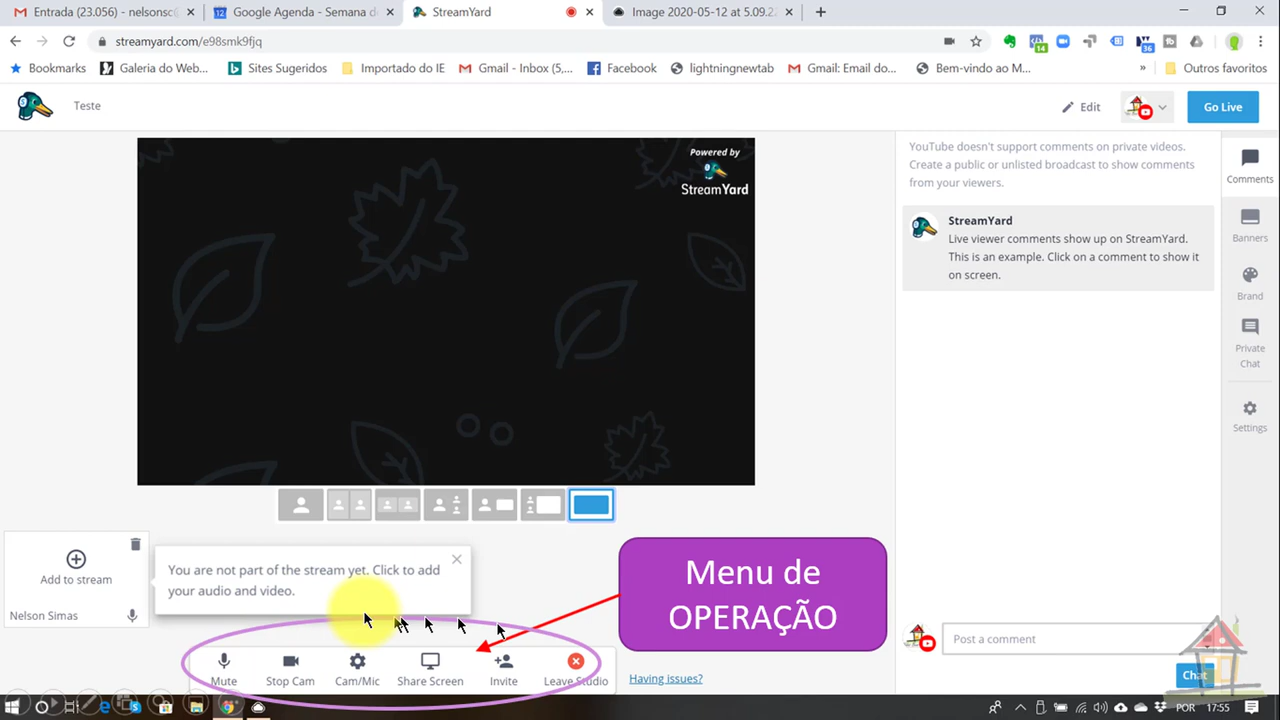 Entrada (23.056) - nelsonsc@
Google Agenda - Semana d
StreamYard
Image 2020-05-12 at 5.09.2
streamyard.com/e98smk9fjq
14
36
Bookmarks
Galeria do Web...
Sites Sugeridos
Importado do IE
Gmail - Inbox (5,...
Facebook
lightningnewtab
Gmail: Email do...
Bem-vindo ao M...
»
Outros favoritos
Teste
Edit
Go Live
Powered by
StreamYard
YouTube doesn't support comments on private videos.
Create a public or unlisted broadcast to show comments
from your viewers.
StreamYard
Live viewer comments show up on StreamYard.
This is an example. Click on a comment to show it
on screen.
Comments
Banners
Brand
Private
Chat
Settings
Add to stream
Nelson Simas
You are not part of the stream yet. Click to add
your audio and video.
Menu de
OPERAÇÃO
Mute
Stop Cam
Cam/Mic
Share Screen
Invite
Leave Studio
Having issues?
Post a comment
Chat
POR
17:55